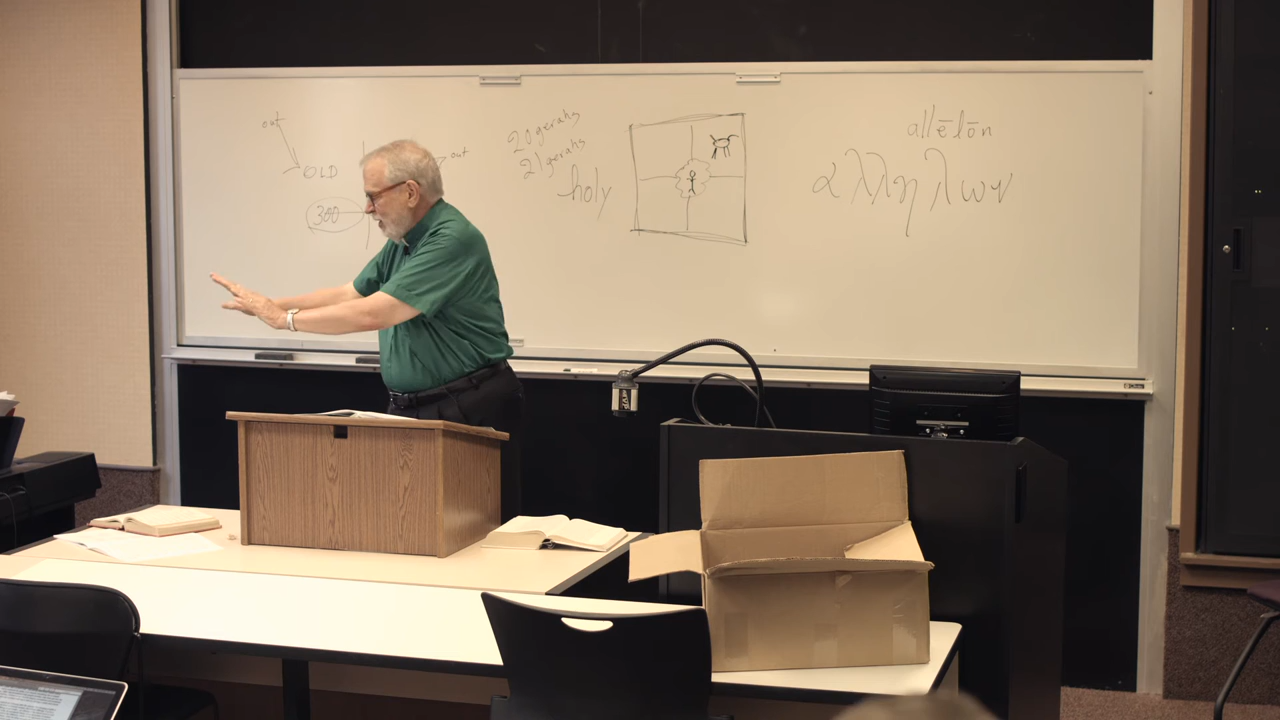 out
OLD
300
out
20 gerahs
21 gerahs
holy
allēlōn
αλληλων